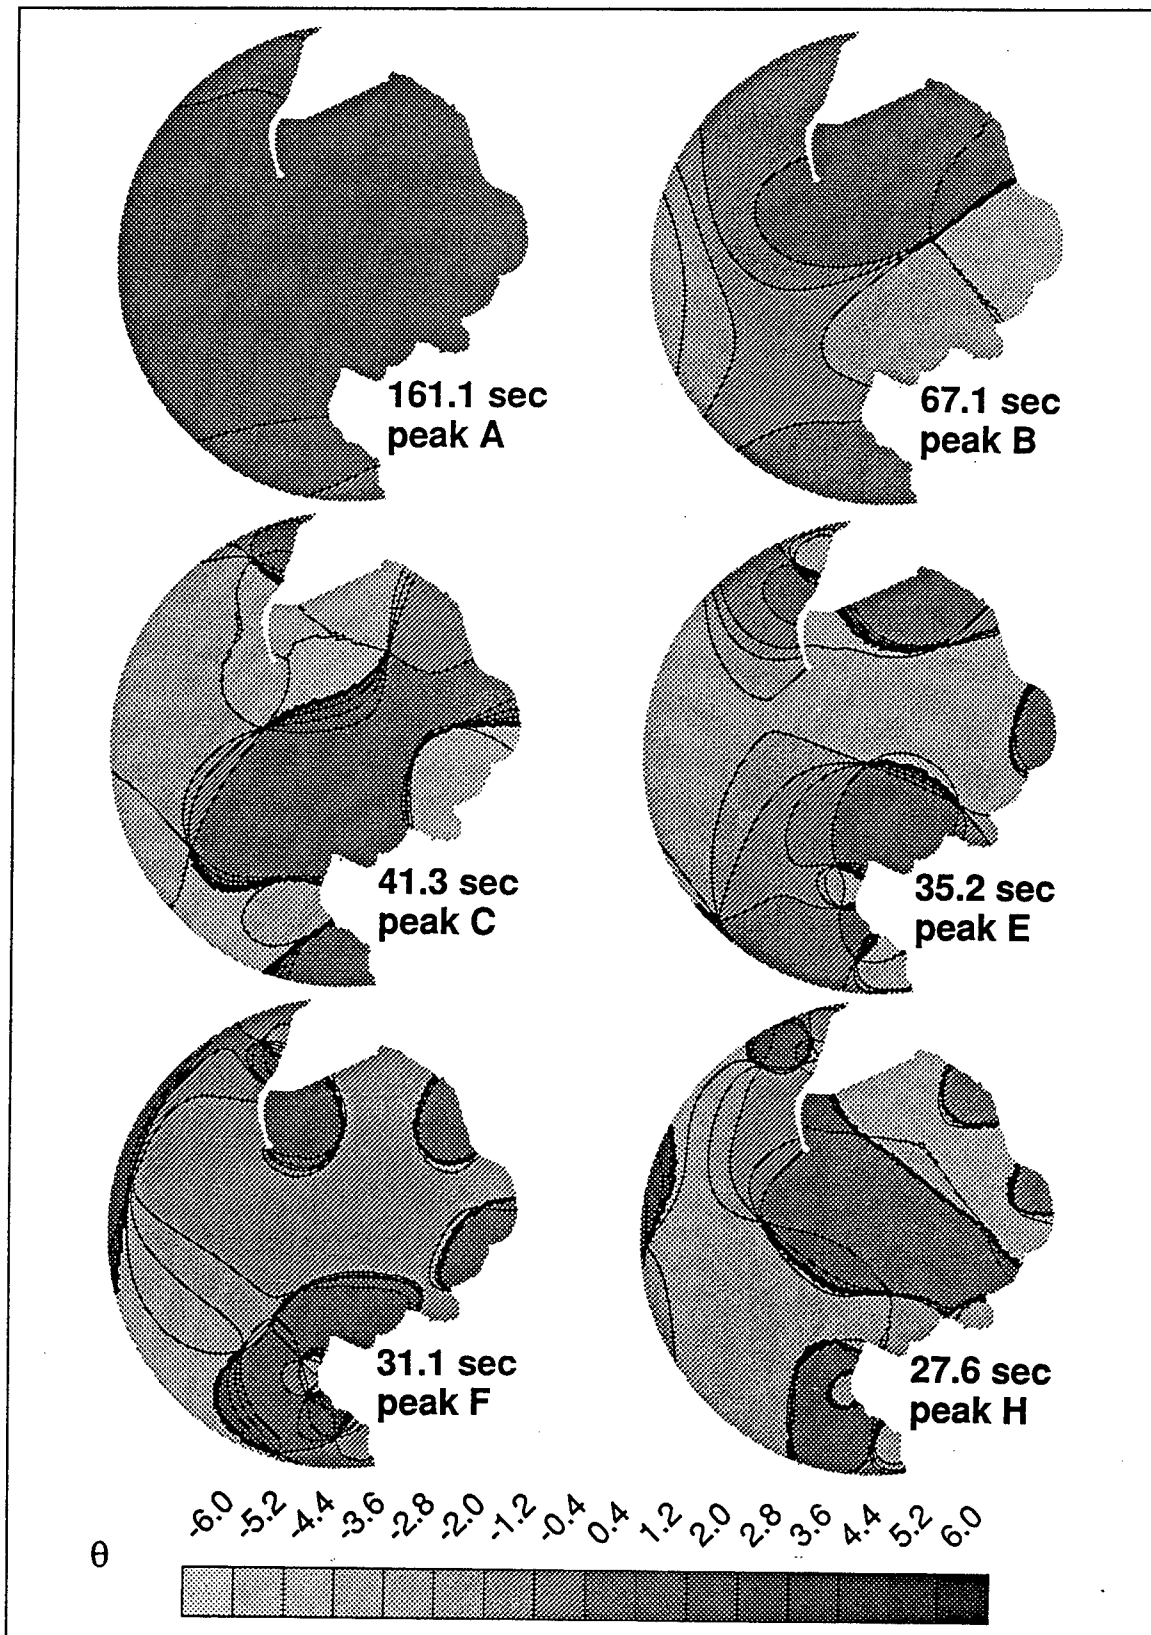 161.1 sec
peak A
67.1 sec
peak B
41.3 sec
peak C
35.2 sec
peak E
31.1 sec
peak F
27.6 sec
peak H
-6.0 -5.2 -4.4 -3.6 -2.8 -2.0 -1.2 -0.4 0.4 1.2 2.0 2.8 3.6 4.4 5.2 6.0
θ